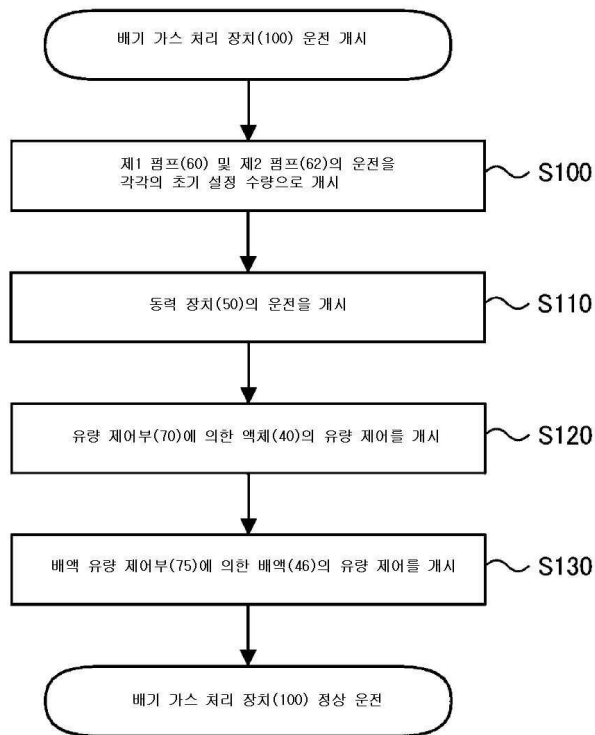 배기 가스 처리 장치(100) 운전 개시
제1 펌프(60) 및 제2 펌프(62)의 운전을
각각의 초기 설정 수량으로 개시
S100
동력 장치(50)의 운전을 개시
S110
유량 제어부(70)에 의한 액체(40)의 유량 제어를 개시
S120
배액 유량 제어부(75)에 의한 배액(46)의 유량 제어를 개시
S130
배기 가스 처리 장치(100) 정상 운전